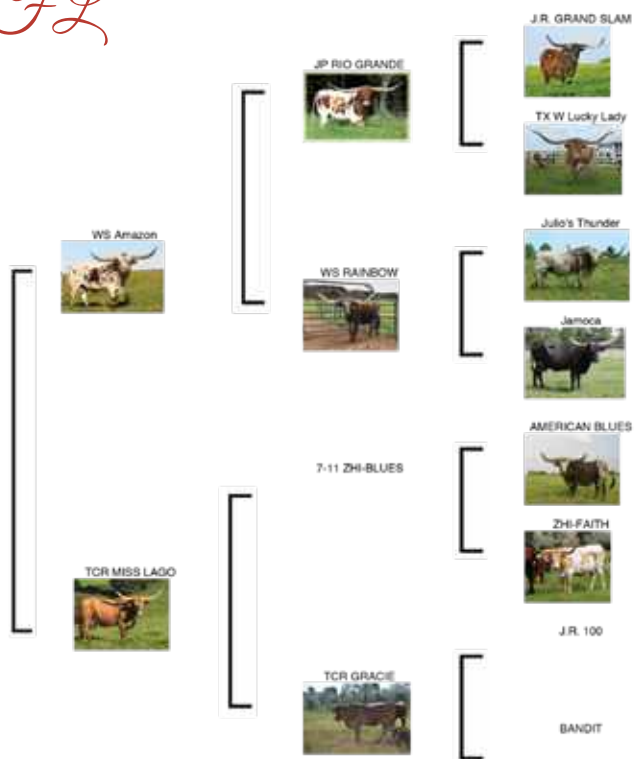 FL
J.R. GRAND SLAM
JP RIO GRANDE
TX W Lucky Lady
WS Amazon
Julio's Thunder
WS RAINBOW
Jamoca
AMERICAN BLUES
7-11 ZHI-BLUES
ZHI-FAITH
TCR MISS LAGO
J.R. 100
TCR GRACIE
BANDIT